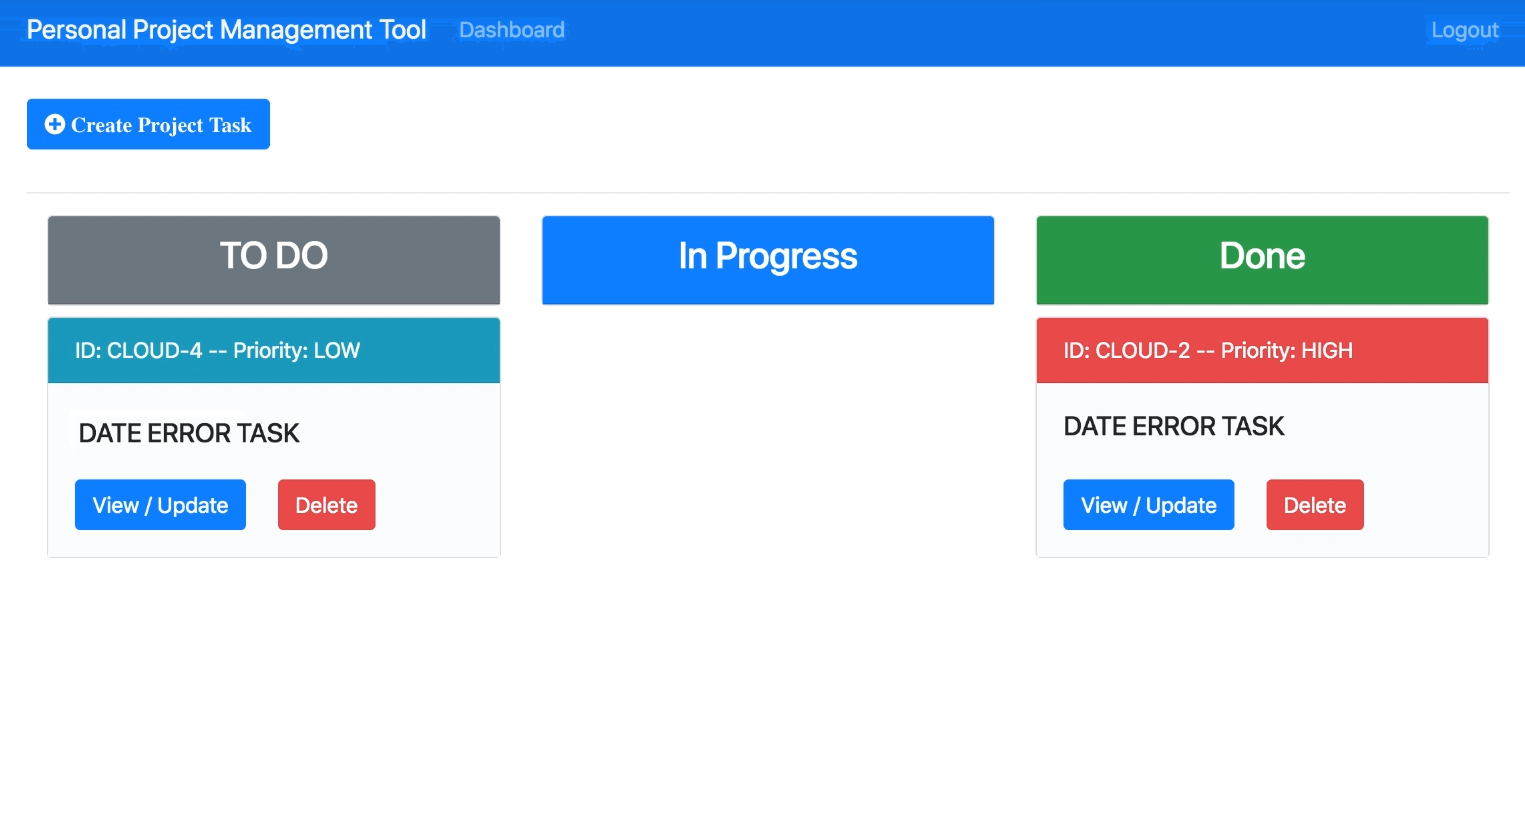 Personal Project Management Tool Dashboard Logout
Create Project Task
TO DO
In Progress
Done
ID: CLOUD-4 -- Priority: LOW
DATE ERROR TASK
View / Update Delete
ID: CLOUD-2 -- Priority: HIGH
DATE ERROR TASK
View / Update Delete